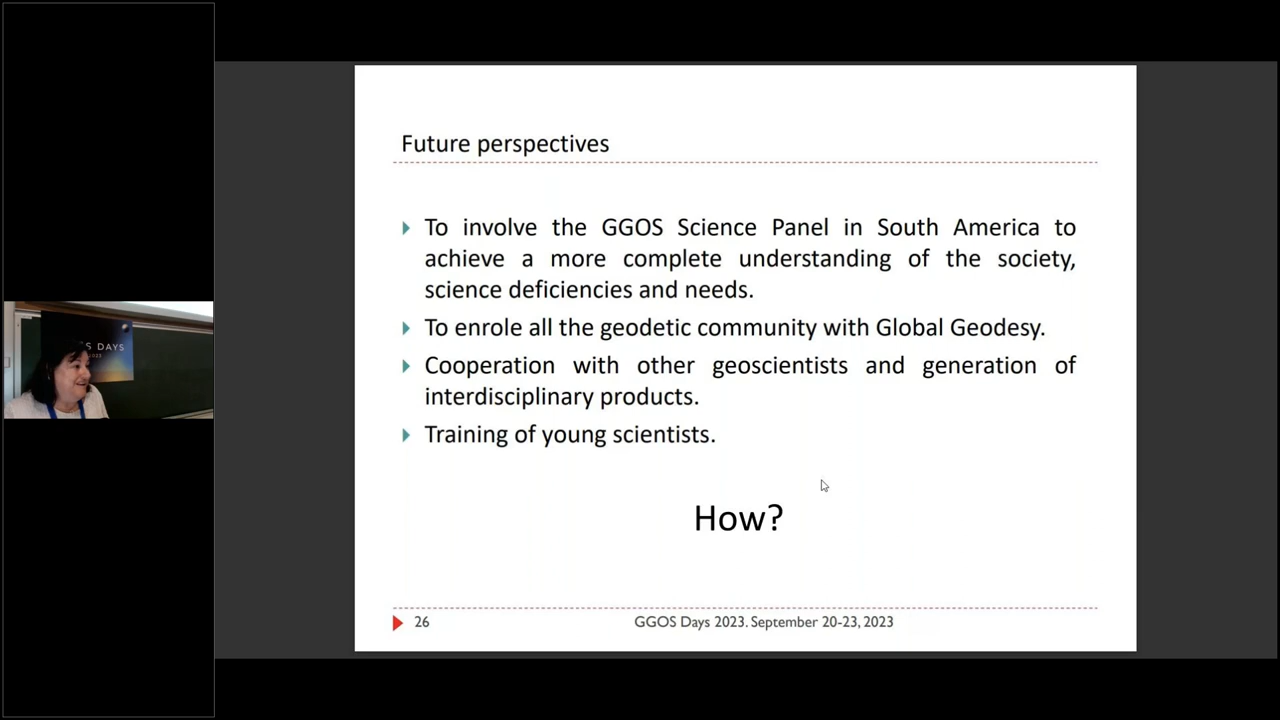 Future perspectives
To involve the GGOS Science Panel in South America to
achieve a more complete understanding of the society,
science deficiencies and needs.
To enrole all the geodetic community with Global Geodesy.
Cooperation with other geoscientists and generation of
interdisciplinary products.
Training of young scientists.
How?
26
GGOS Days 2023. September 20-23, 2023
DAYS